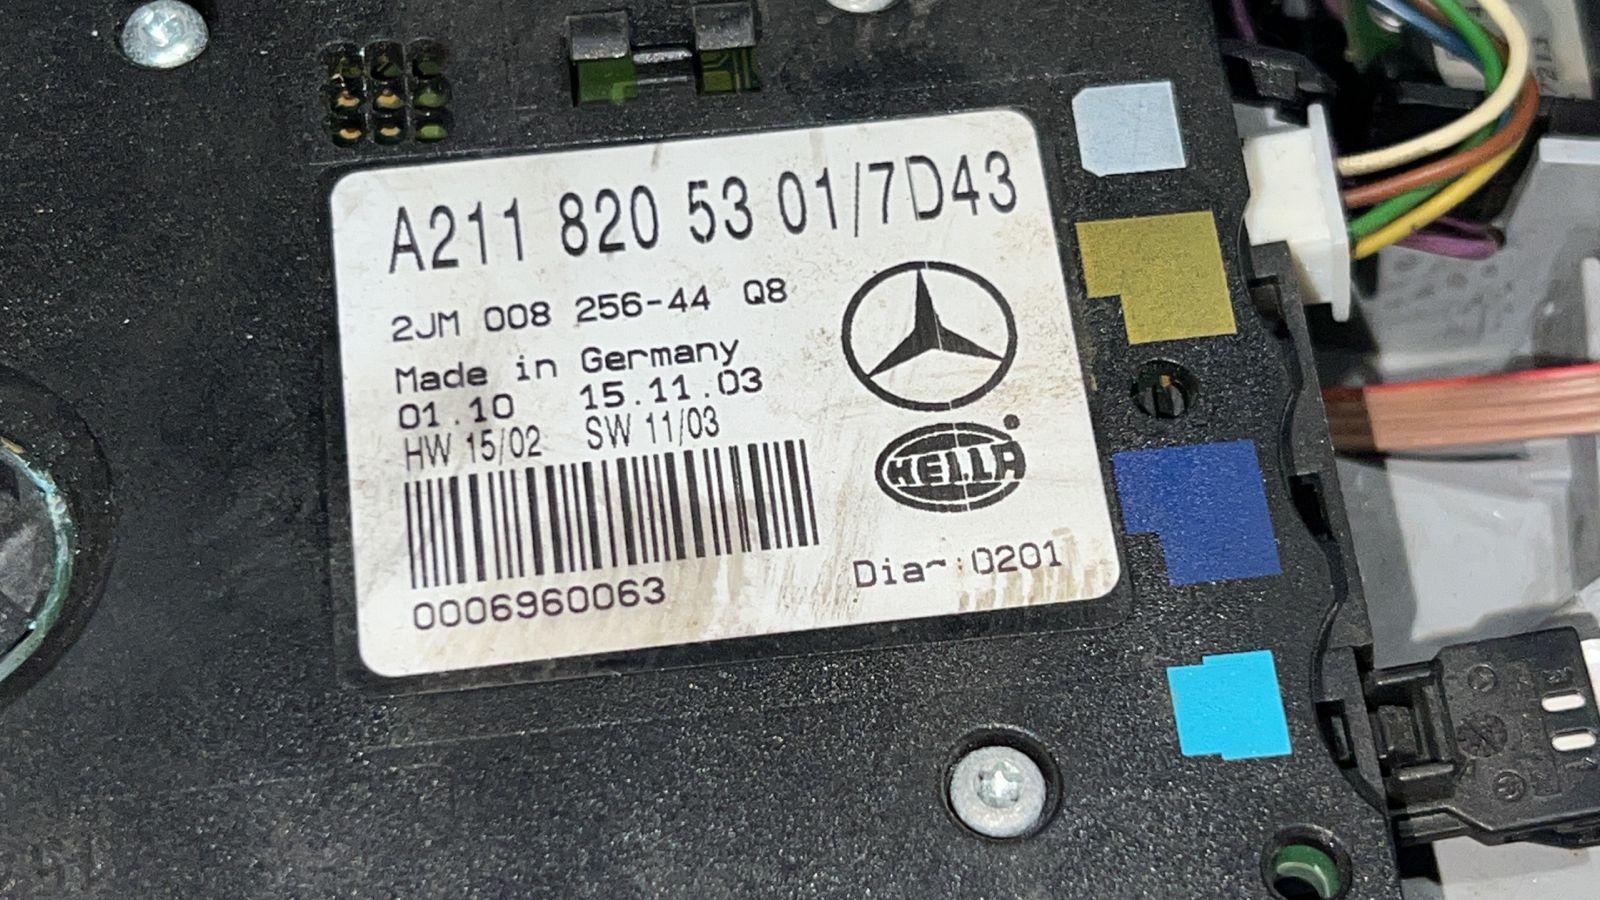 A211 820 53 01/7D43
2JM 008 256-44 Q8
Made in Germany
01.10 15.11.03
HW 15/02 SW 11/03
HELLA
0006960063
Dia~:0201